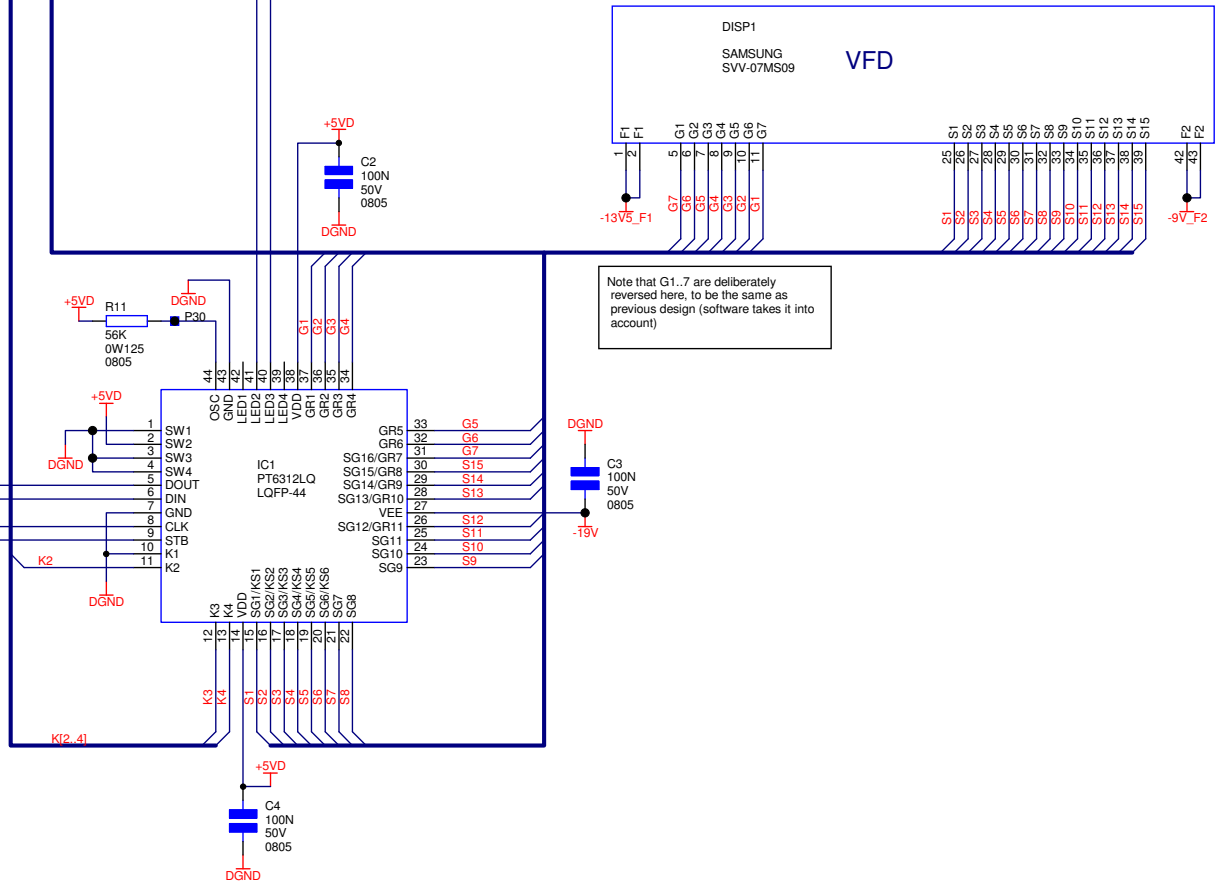 DISP1
SAMSUNG
SVV-07MS09
VFD
F1
F1
G1
G2
G3
G4
G5
G6
G7
S1
S2
S3
S4
S5
S6
S7
S8
S9
S10
S11
S12
S13
S14
S15
F2
F2
1
2
5
6
7
8
9
10
11
25
26
27
28
29
30
31
32
33
34
35
36
37
38
39
42
43
-13V5_F1
G7
G6
G5
G4
G3
G2
G1
S1
S2
S3
S4
S5
S6
S7
S8
S9
S10
S11
S12
S13
S14
S15
-9V_F2
+5VD
C2
100N
50V
0805
DGND
Note that G1..7 are deliberately
reversed here, to be the same as
previous design (software takes it into
account)
+5VD
R11
56K
0W125
0805
P30
DGND
G1
G2
G3
G4
44
43
42
41
40
39
38
37
36
35
34
OSC
GND
LED1
LED2
LED3
LED4
VDD
GR1
GR2
GR3
GR4
+5VD
DGND
1 SW1
2 SW2
3 SW3
4 SW4
5 DOUT
6 DIN
7 GND
8 CLK
9 STB
10 K1
K2 11 K2
DGND
IC1
PT6312LQ
LQFP-44
GR5 33 G5
GR6 32 G6
SG16/GR7 31 G7
SG15/GR8 30 S15
SG14/GR9 29 S14
SG13/GR10 28 S13
VEE 27
SG12/GR11 26 S12
SG11 25 S11
SG10 24 S10
SG9 23 S9
DGND
C3
100N
50V
0805
-19V
K3
K4
VDD
SG1/KS1
SG2/KS2
SG3/KS3
SG4/KS4
SG5/KS5
SG6/KS6
SG7
SG8
12
13
14
15
16
17
18
19
20
21
22
K3
K4
S1
S2
S3
S4
S5
S6
S7
S8
K[2..4]
+5VD
C4
100N
50V
0805
DGND